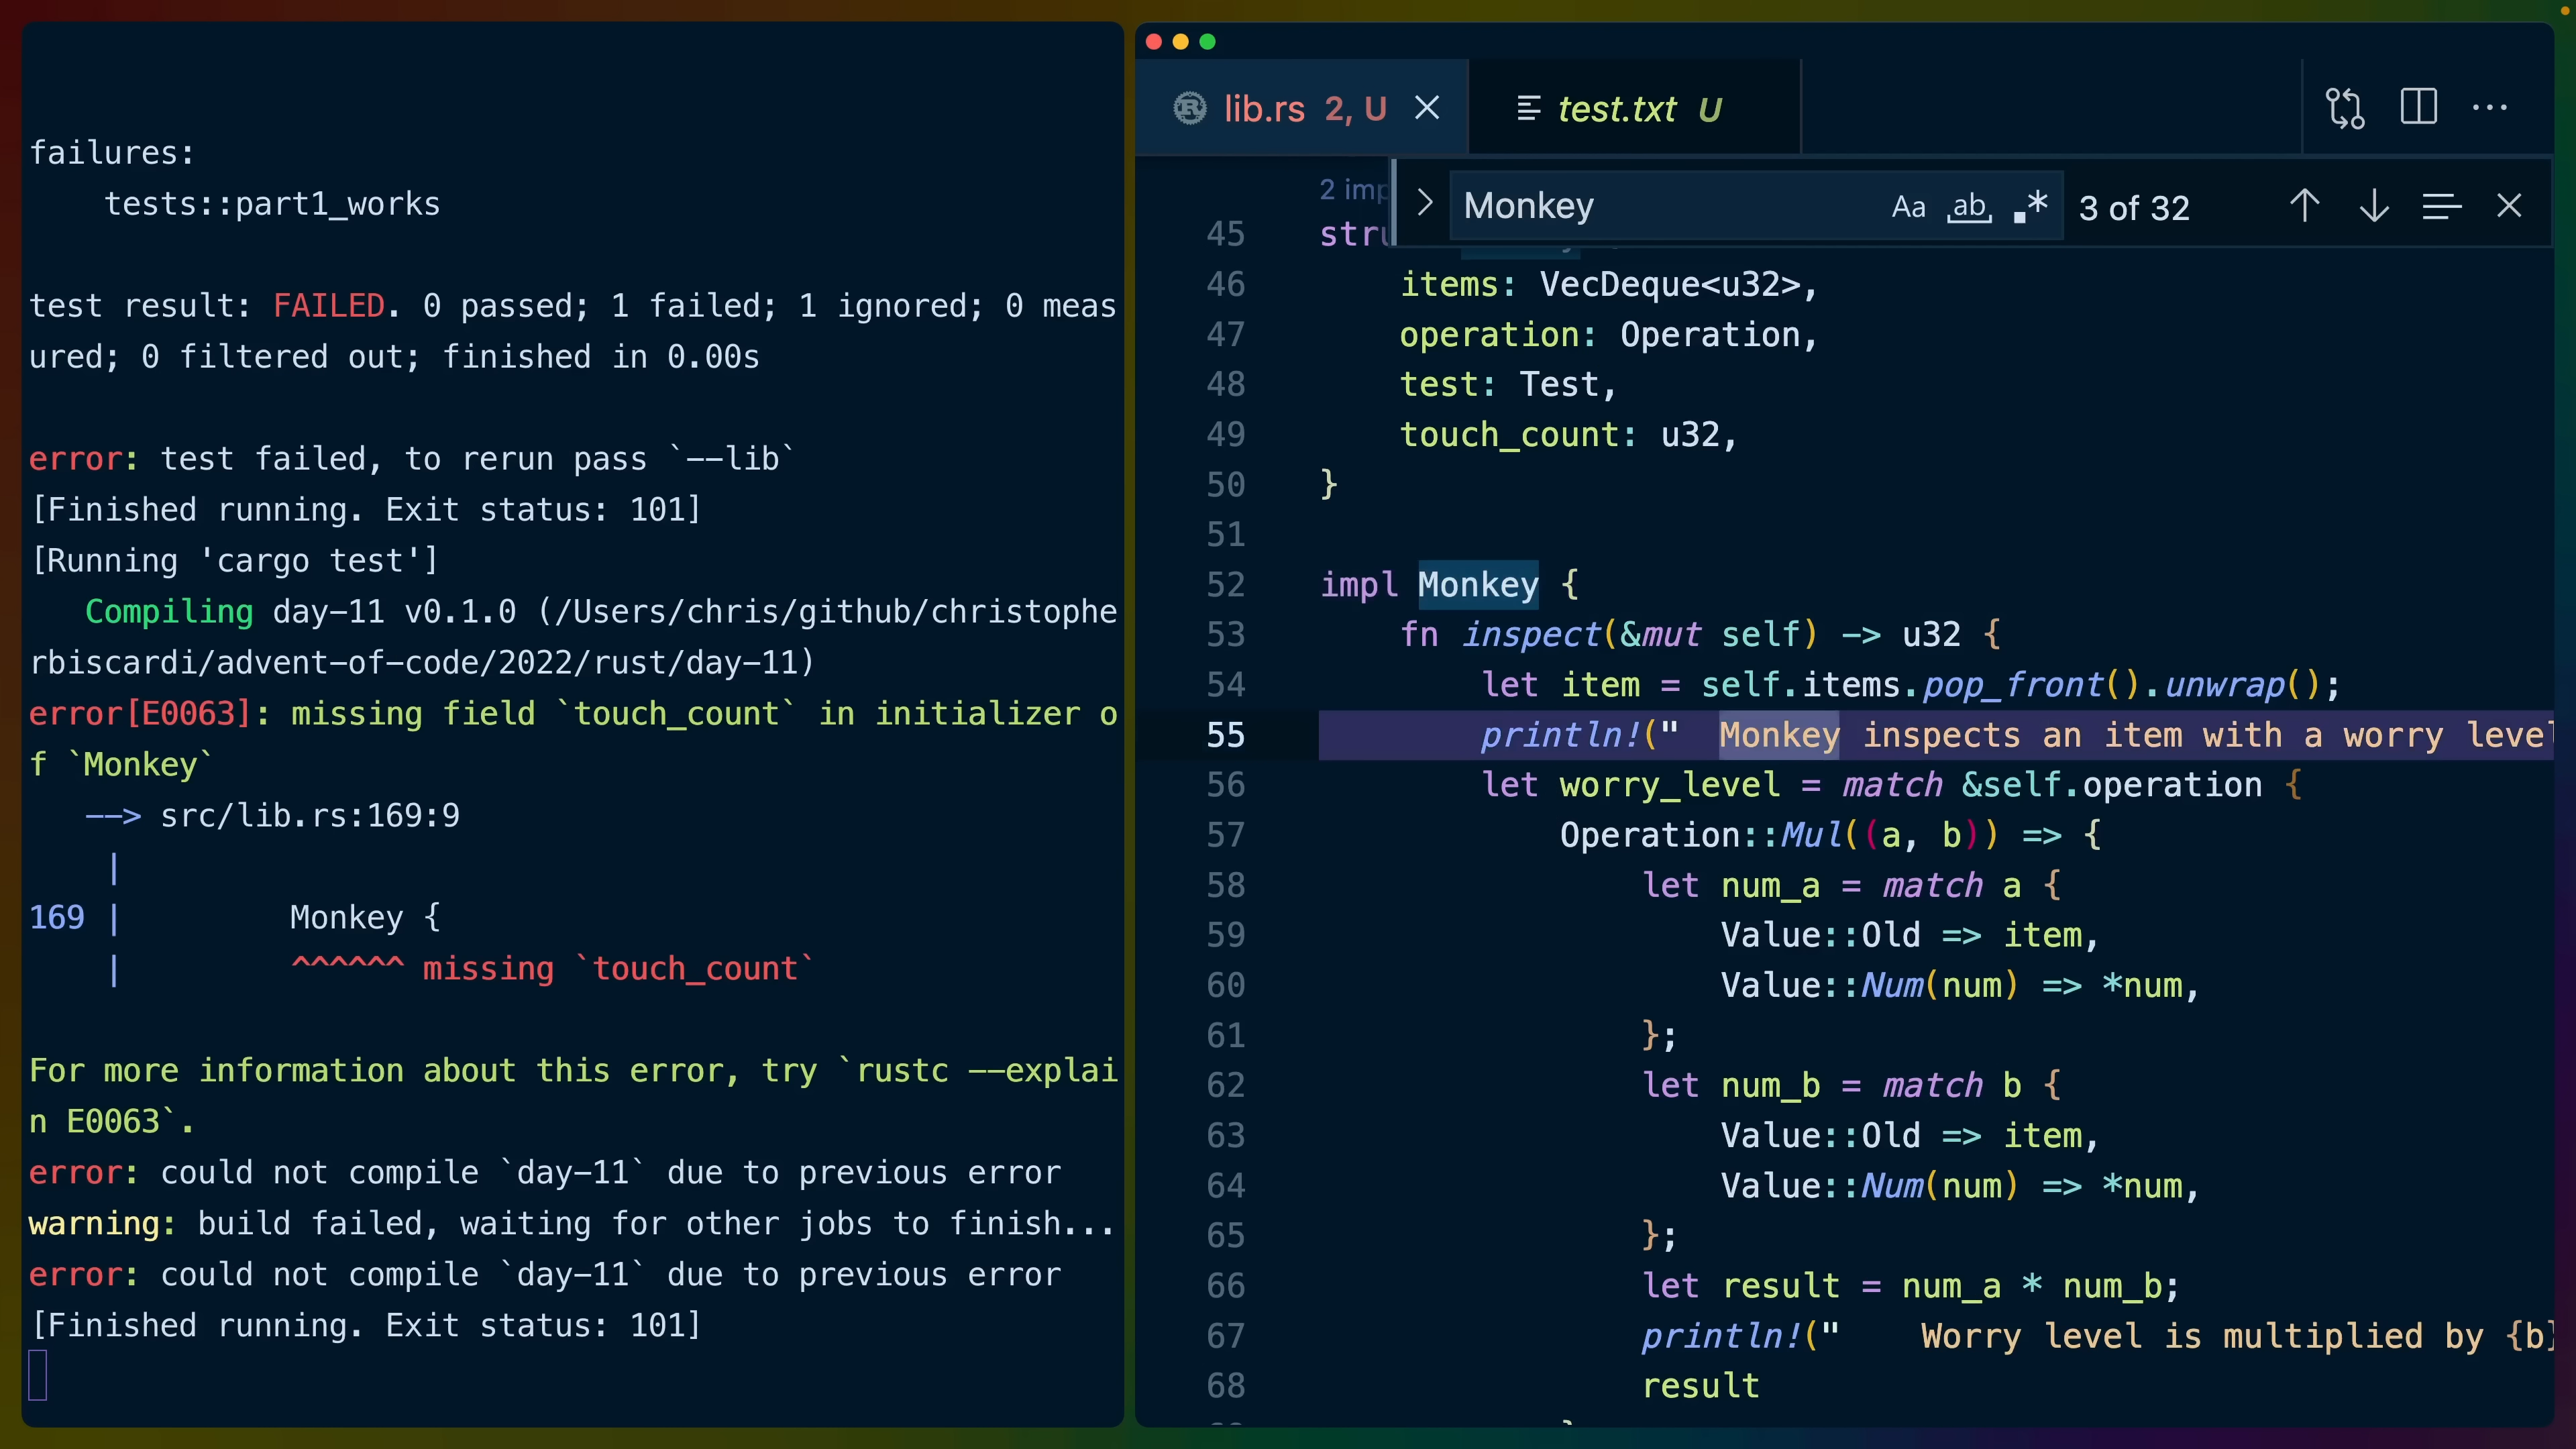 failures:
    tests::part1_works
test result: FAILED. 0 passed; 1 failed; 1 ignored; 0 meas
ured; 0 filtered out; finished in 0.00s
error: test failed, to rerun pass `--lib`
[Finished running. Exit status: 101]
[Running 'cargo test']
   Compiling day-11 v0.1.0 (/Users/chris/github/christophe
rbiscardi/advent-of-code/2022/rust/day-11)
error[E0063]: missing field `touch_count` in initializer o
f `Monkey`
   --> src/lib.rs:169:9
    |
169 |         Monkey {
    |         ^^^^^^ missing `touch_count`
For more information about this error, try `rustc --explai
n E0063`.
error: could not compile `day-11` due to previous error
warning: build failed, waiting for other jobs to finish...
error: could not compile `day-11` due to previous error
[Finished running. Exit status: 101]
lib.rs 2, U
test.txt U
Monkey Aa ab .* 3 of 32
2 imp
45 stru
46     items: VecDeque<u32>,
47     operation: Operation,
48     test: Test,
49     touch_count: u32,
50 }
51
52 impl Monkey {
53     fn inspect(&mut self) -> u32 {
54         let item = self.items.pop_front().unwrap();
55         println!("  Monkey inspects an item with a worry level
56         let worry_level = match &self.operation {
57             Operation::Mul((a, b)) => {
58                 let num_a = match a {
59                     Value::Old => item,
60                     Value::Num(num) => *num,
61                 };
62                 let num_b = match b {
63                     Value::Old => item,
64                     Value::Num(num) => *num,
65                 };
66                 let result = num_a * num_b;
67                 println!("    Worry level is multiplied by {b}
68                 result